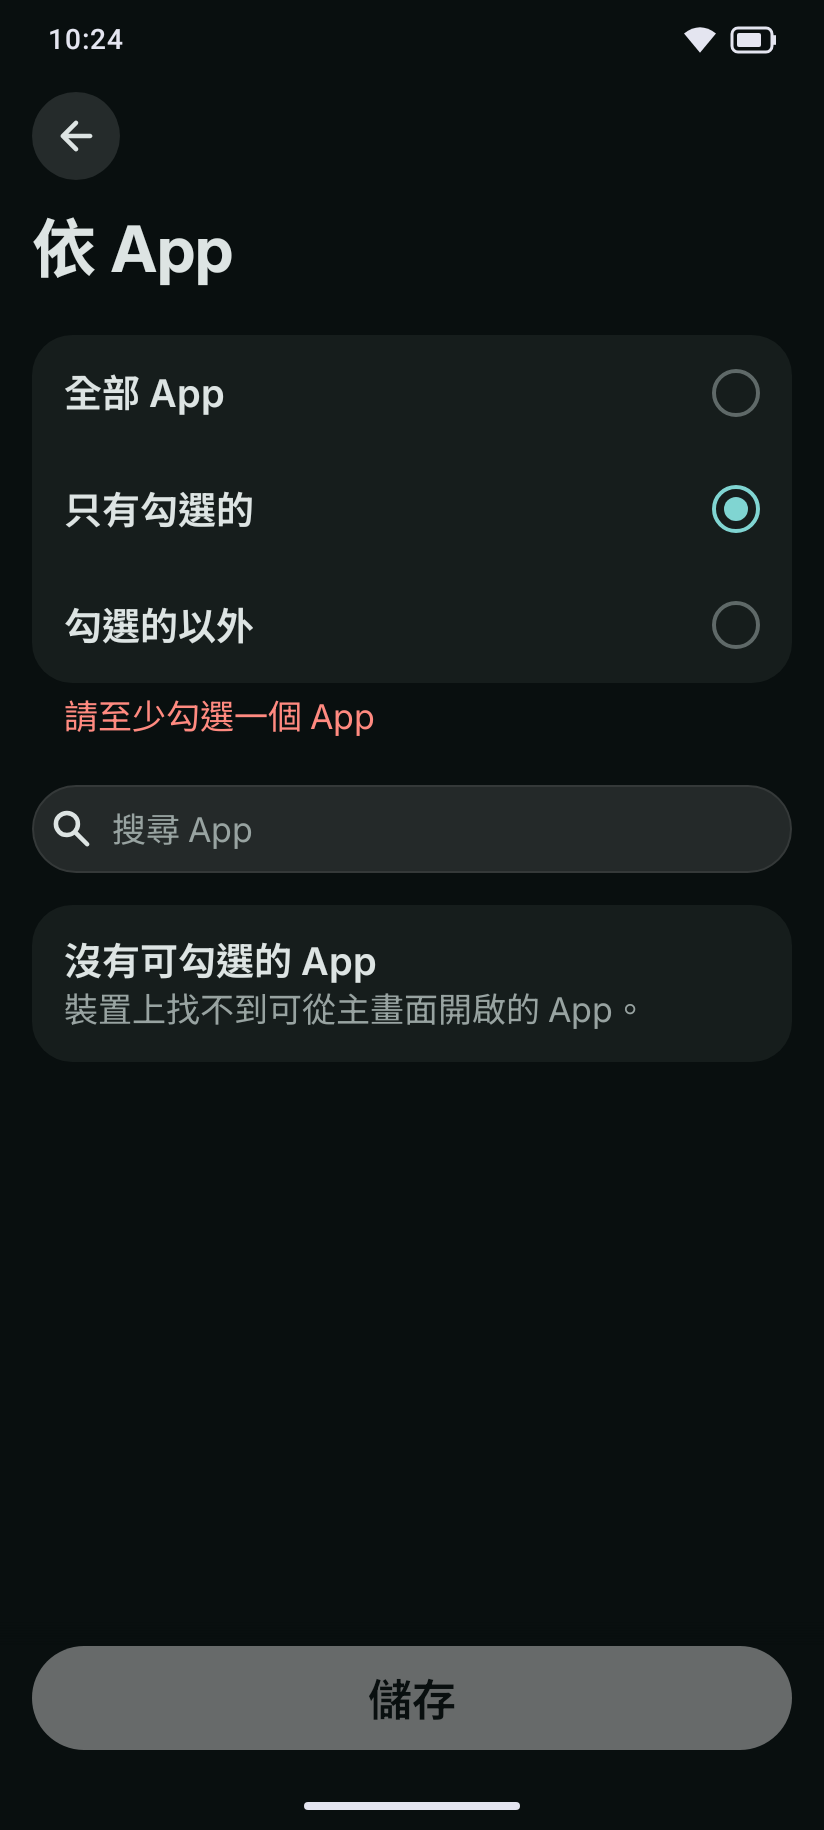 10:24
依 App
全部 App
只有勾選的
勾選的以外
請至少勾選一個 App
搜尋 App
沒有可勾選的 App
裝置上找不到可從主畫面開啟的 App。
儲存